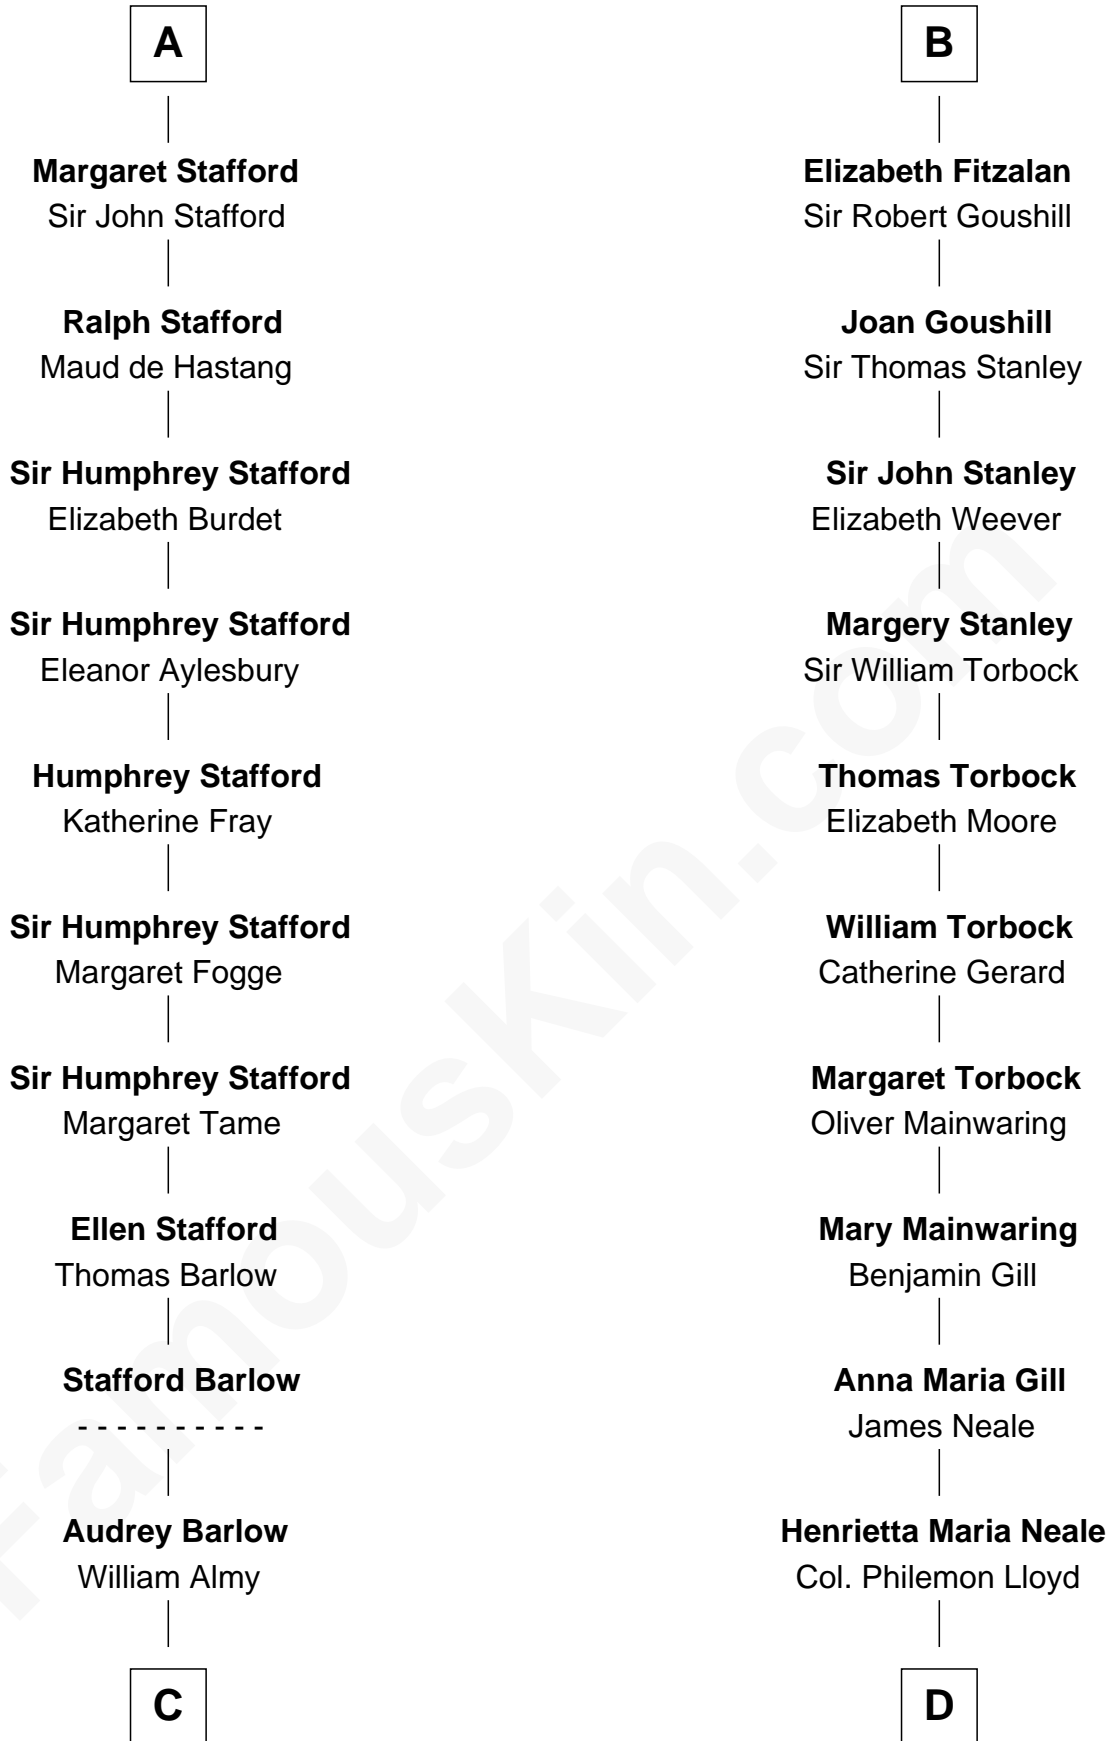 A
Margaret Stafford
Sir John Stafford
Ralph Stafford
Maud de Hastang
Sir Humphrey Stafford
Elizabeth Burdet
Sir Humphrey Stafford
Eleanor Aylesbury
Humphrey Stafford
Katherine Fray
Sir Humphrey Stafford
Margaret Fogge
Sir Humphrey Stafford
Margaret Tame
Ellen Stafford
Thomas Barlow
Stafford Barlow
- - - - - - - - - -
Audrey Barlow
William Almy
C
B
Elizabeth Fitzalan
Sir Robert Goushill
Joan Goushill
Sir Thomas Stanley
Sir John Stanley
Elizabeth Weever
Margery Stanley
Sir William Torbock
Thomas Torbock
Elizabeth Moore
William Torbock
Catherine Gerard
Margaret Torbock
Oliver Mainwaring
Mary Mainwaring
Benjamin Gill
Anna Maria Gill
James Neale
Henrietta Maria Neale
Col. Philemon Lloyd
D
FamousKin.com